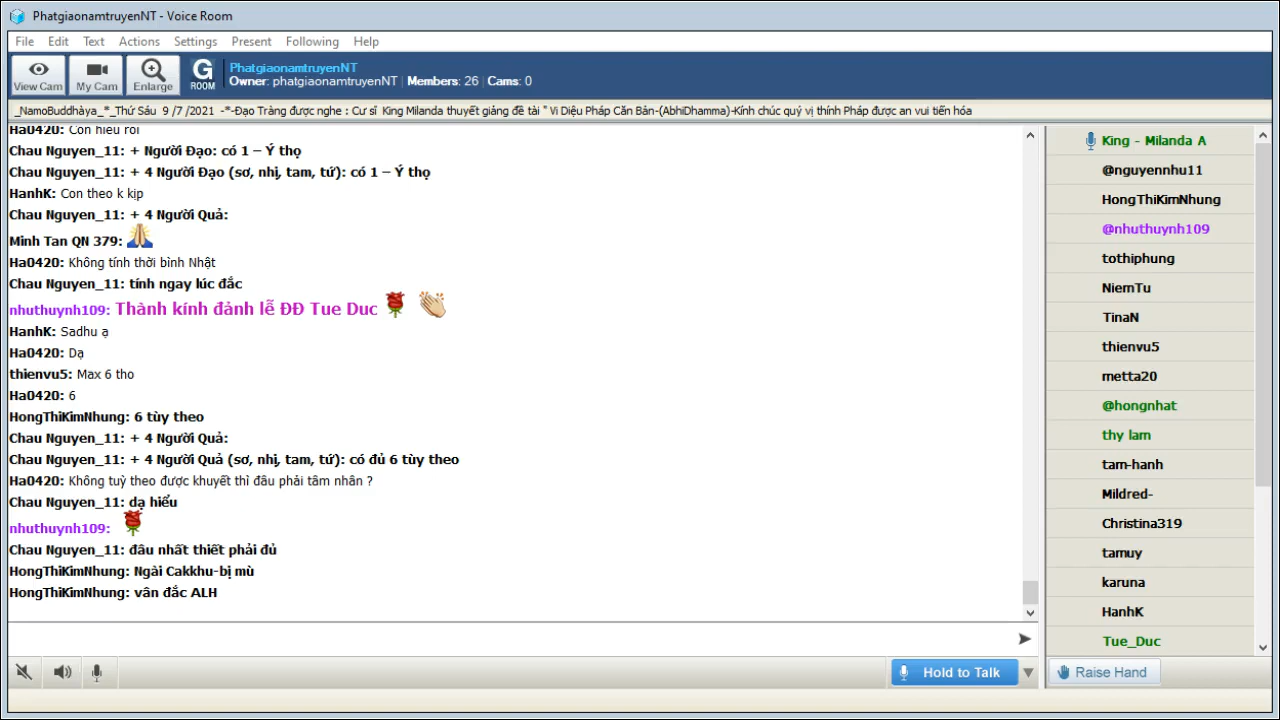 PhatgiaonamtruyenNT - Voice Room
File Edit Text Actions Settings Present Following Help
View Cam My Cam Enlarge G ROOM
PhatgiaonamtruyenNT
Owner: phatgiaonamtruyenNT | Members: 26 | Cams: 0
_NamoBuddhàya_*_Thứ Sáu 9 /7 /2021 -*-Đạo Tràng được nghe : Cư sĩ King Milanda thuyết giảng đề tài " Vi Diệu Pháp Căn Bản-(AbhiDhamma)-Kính chúc quý vị thính Pháp được an vui tiến hóa
Ha0420: Con hiểu rồi
Chau Nguyen_11: + Người Đạo: có 1 – Ý thọ
Chau Nguyen_11: + 4 Người Đạo (sơ, nhị, tam, tứ): có 1 – Ý thọ
HanhK: Con theo k kịp
Chau Nguyen_11: + 4 Người Quả:
Minh Tan QN 379:
Ha0420: Không tính thời bình Nhật
Chau Nguyen_11: tính ngay lúc đắc
nhuthuynh109: Thành kính đảnh lễ ĐĐ Tue Duc
HanhK: Sadhu ạ
Ha0420: Dạ
thienvu5: Max 6 tho
Ha0420: 6
HongThiKimNhung: 6 tùy theo
Chau Nguyen_11: + 4 Người Quả:
Chau Nguyen_11: + 4 Người Quả (sơ, nhị, tam, tứ): có đủ 6 tùy theo
Ha0420: Không tuỳ theo được khuyết thì đâu phải tâm nhân ?
Chau Nguyen_11: dạ hiểu
nhuthuynh109:
Chau Nguyen_11: đâu nhất thiết phải đủ
HongThiKimNhung: Ngài Cakkhu-bị mù
HongThiKimNhung: vân đắc ALH
King - Milanda A
@nguyennhu11
HongThiKimNhung
@nhuthuynh109
tothiphung
NiemTu
TinaN
thienvu5
metta20
@hongnhat
thy lam
tam-hanh
Mildred-
Christina319
tamuy
karuna
HanhK
Tue_Duc
Hold to Talk
Raise Hand